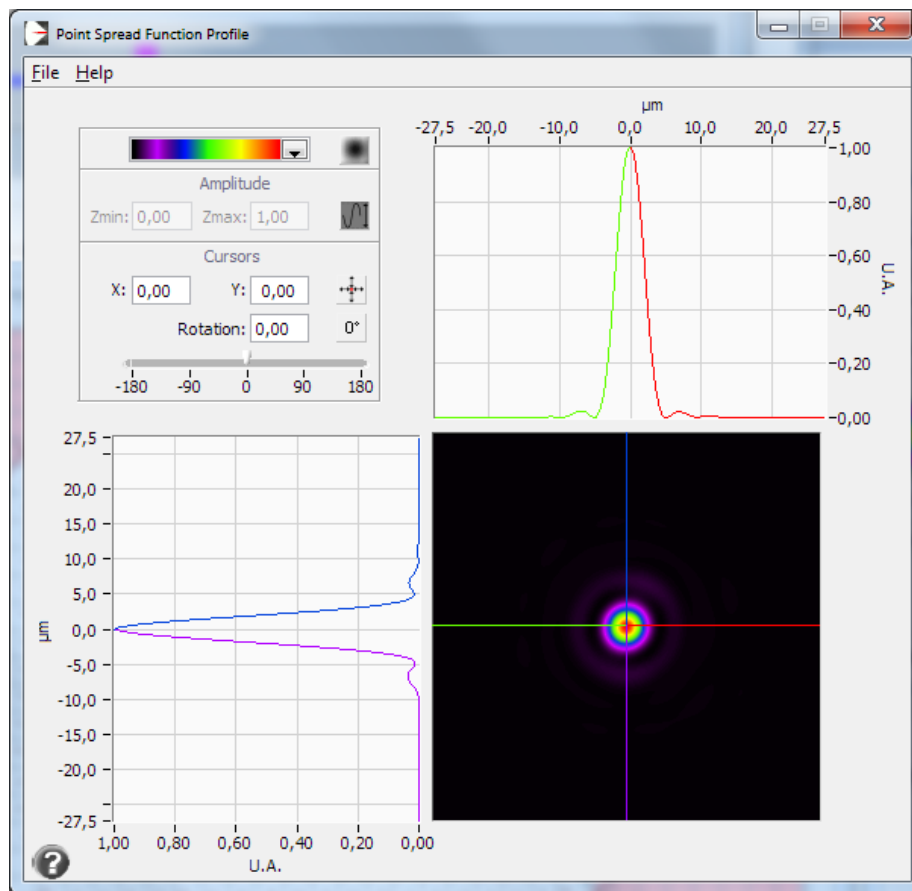 Point Spread Function Profile
File Help
Amplitude
Zmin: 0,00 Zmax: 1,00
Cursors
X: 0,00 Y: 0,00
Rotation: 0,00 0°
-180 -90 0 90 180
µm
-27,5 -20,0 -10,0 0,0 10,0 20,0 27,5
1,00
0,80
0,60
0,40
0,20
0,00
U.A.
27,5
20,0
15,0
10,0
5,0
0,0
-5,0
-10,0
-15,0
-20,0
-27,5
µm
1,00 0,80 0,60 0,40 0,20 0,00
U.A.
?